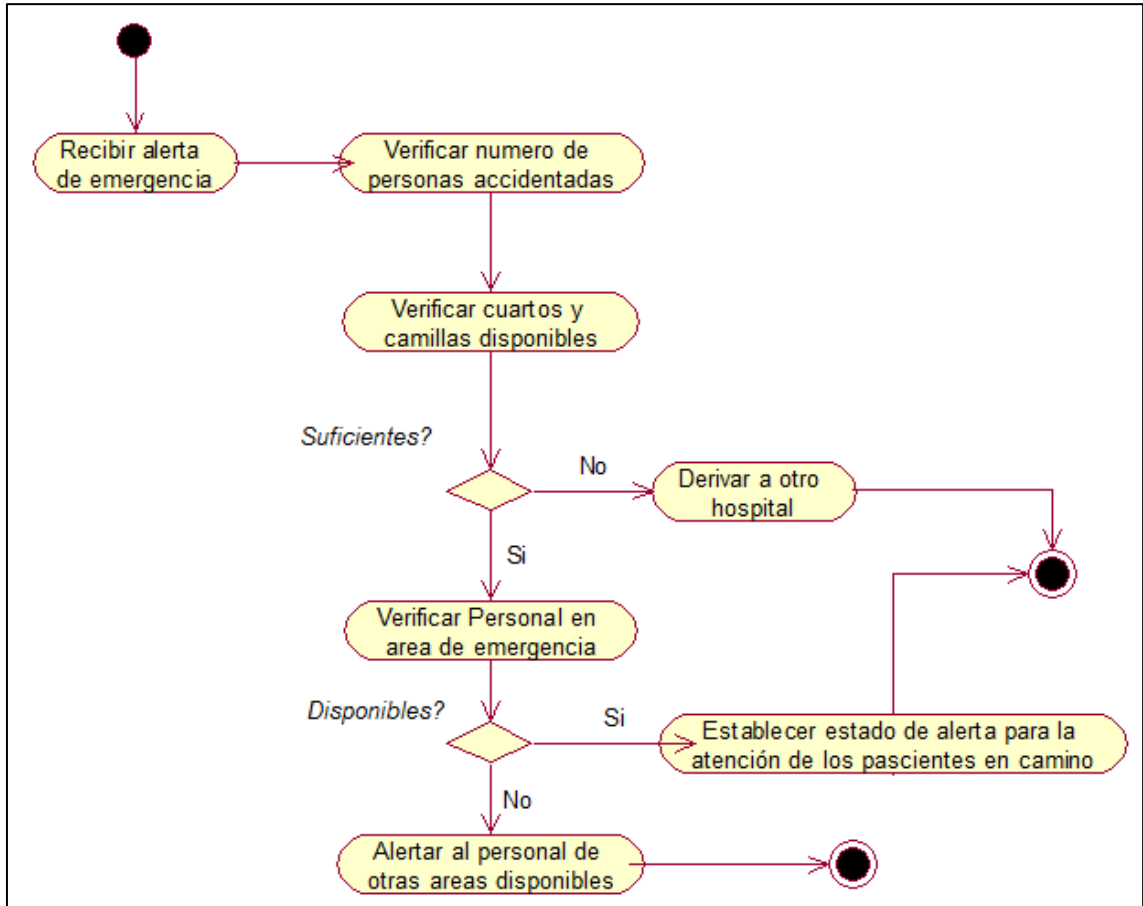 Recibir alerta
de emergencia
Verificar numero de
personas accidentadas
Verificar cuartos y
camillas disponibles
Suficientes?
No
Derivar a otro
hospital
Si
Verificar Personal en
area de emergencia
Disponibles?
Si
Establecer estado de alerta para la
atención de los pascientes en camino
No
Alertar al personal de
otras areas disponibles